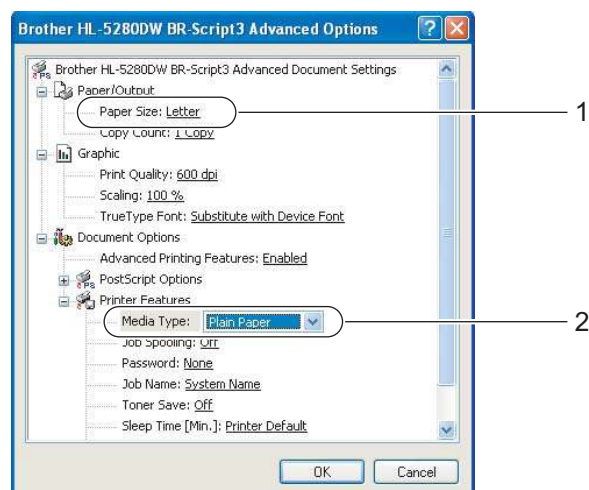 Brother HL-5280DW BR-Script3 Advanced Options
Brother HL-5280DW BR-Script3 Advanced Document Settings
Paper/Output
Paper Size: Letter
1
Copy Count: 1 Copy
Graphic
Print Quality: 600 dpi
Scaling: 100 %
TrueType Font: Substitute with Device Font
Document Options
Advanced Printing Features: Enabled
PostScript Options
Printer Features
Media Type: Plain Paper
2
Job Spooling: Off
Password: None
Job Name: System Name
Toner Save: Off
Sleep Time [Min.]: Printer Default
OK Cancel